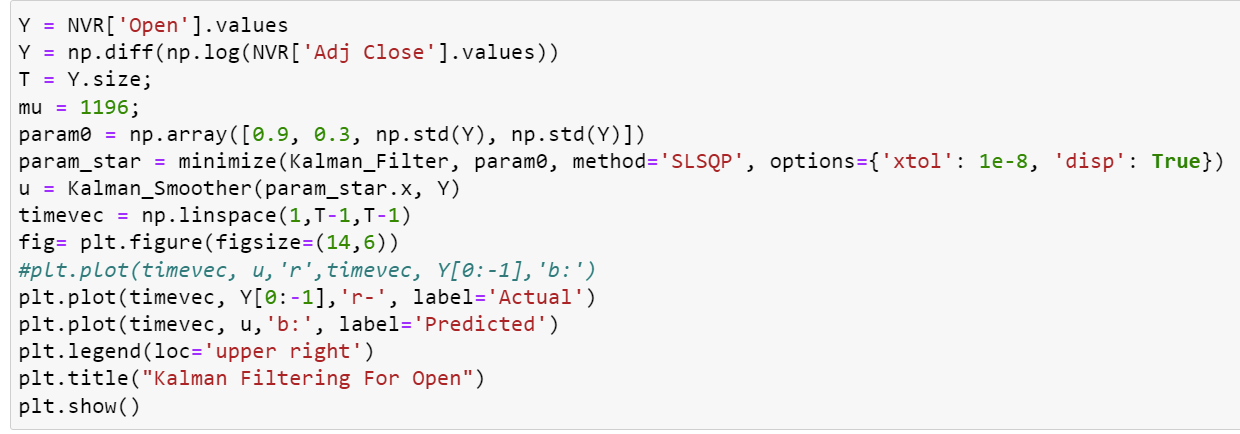 Y = NVR['Open'].values
Y = np.diff(np.log(NVR['Adj Close'].values))
T = Y.size;
mu = 1196;
param0 = np.array([0.9, 0.3, np.std(Y), np.std(Y)])
param_star = minimize(Kalman_Filter, param0, method='SLSQP', options={'xtol': 1e-8, 'disp': True})
u = Kalman_Smoother(param_star.x, Y)
timevec = np.linspace(1,T-1,T-1)
fig= plt.figure(figsize=(14,6))
#plt.plot(timevec, u,'r',timevec, Y[0:-1],'b:')
plt.plot(timevec, Y[0:-1],'r-', label='Actual')
plt.plot(timevec, u,'b:', label='Predicted')
plt.legend(loc='upper right')
plt.title("Kalman Filtering For Open")
plt.show()